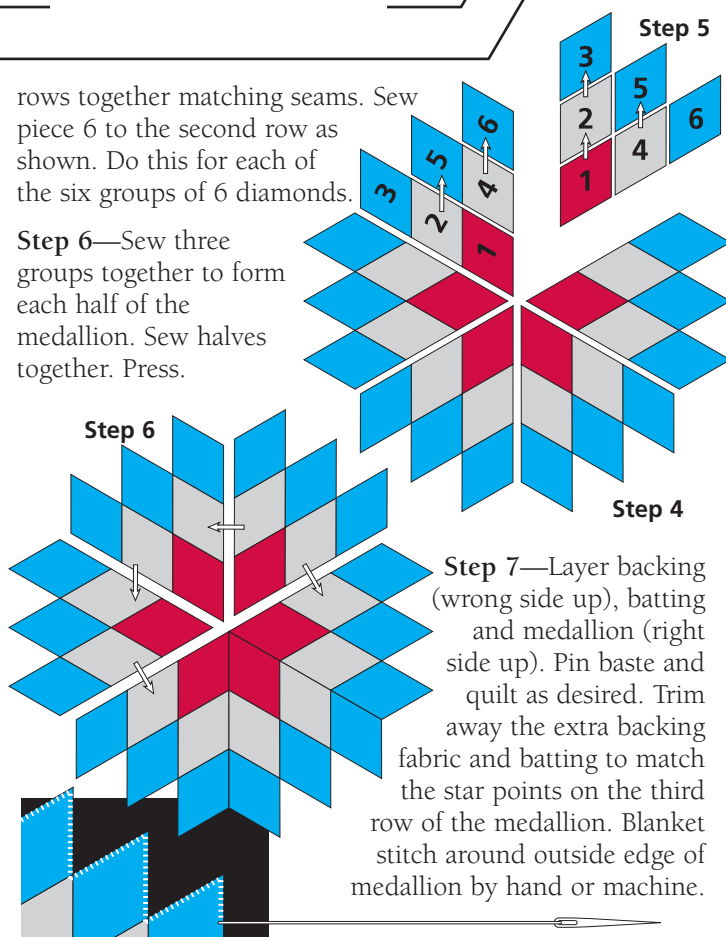 Step 5
3
5
2
6
4
1
rows together matching seams. Sew
piece 6 to the second row as
shown. Do this for each of
the six groups of 6 diamonds.
6
5
4
3
2
1
Step 6—Sew three
groups together to form
each half of the
medallion. Sew halves
together. Press.
Step 4
Step 6
Step 7—Layer backing
(wrong side up), batting
and medallion (right
side up). Pin baste and
quilt as desired. Trim
away the extra backing
fabric and batting to match
the star points on the third
row of the medallion. Blanket
stitch around outside edge of
medallion by hand or machine.